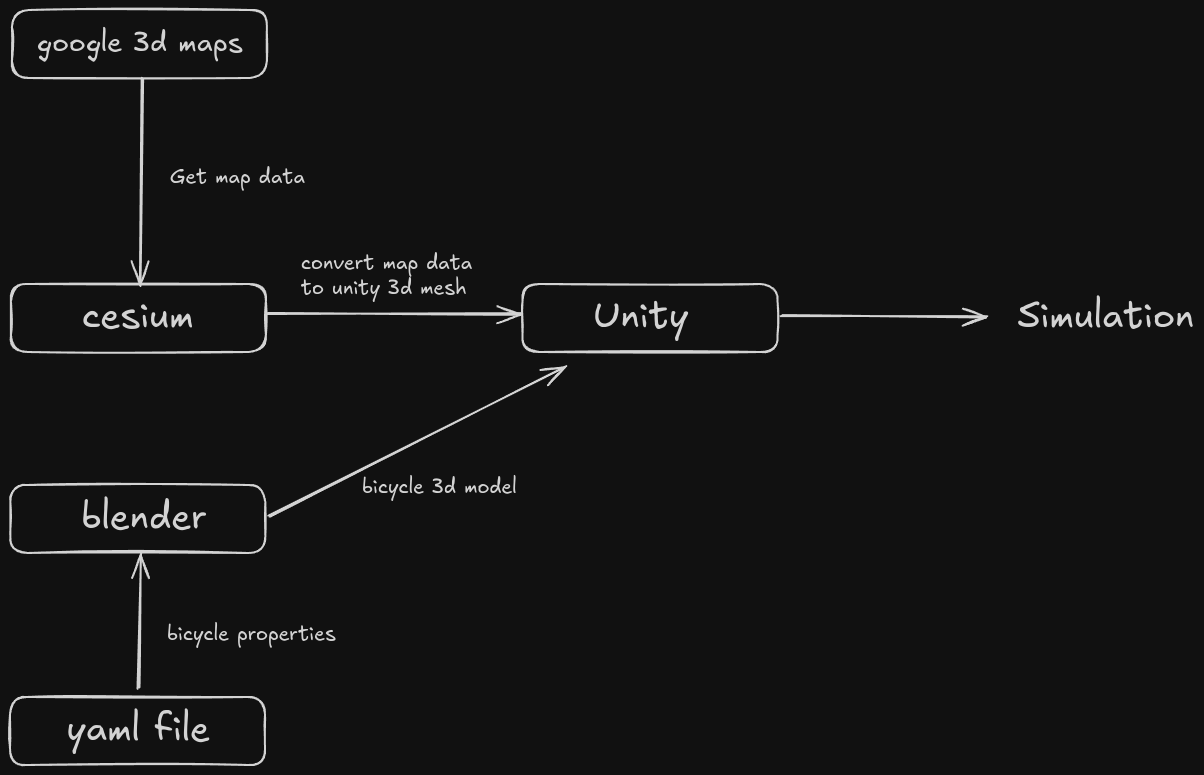 google 3d maps
Get map data
convert map data
to unity 3d mesh
cesium
Unity
Simulation
bicycle 3d model
blender
bicycle properties
yaml file